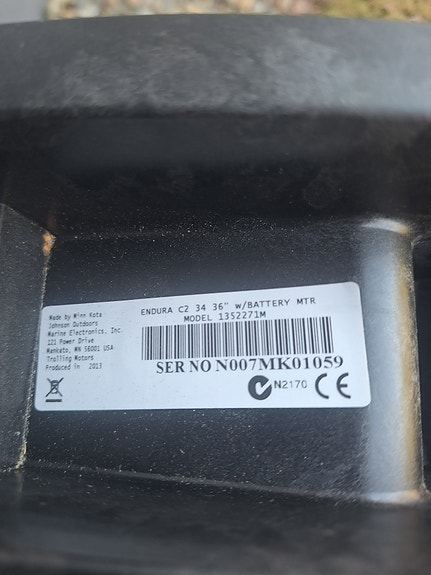 Made by Minn Kota
Johnson Outdoors
Marine Electronics, Inc.
121 Power Drive
Mankato, MN 56001 USA
Trolling Motors
Produced in 2013
ENDURA C2 34 36" w/BATTERY MTR
MODEL 1352271M
SER NO N007MK01059
N2170 CE